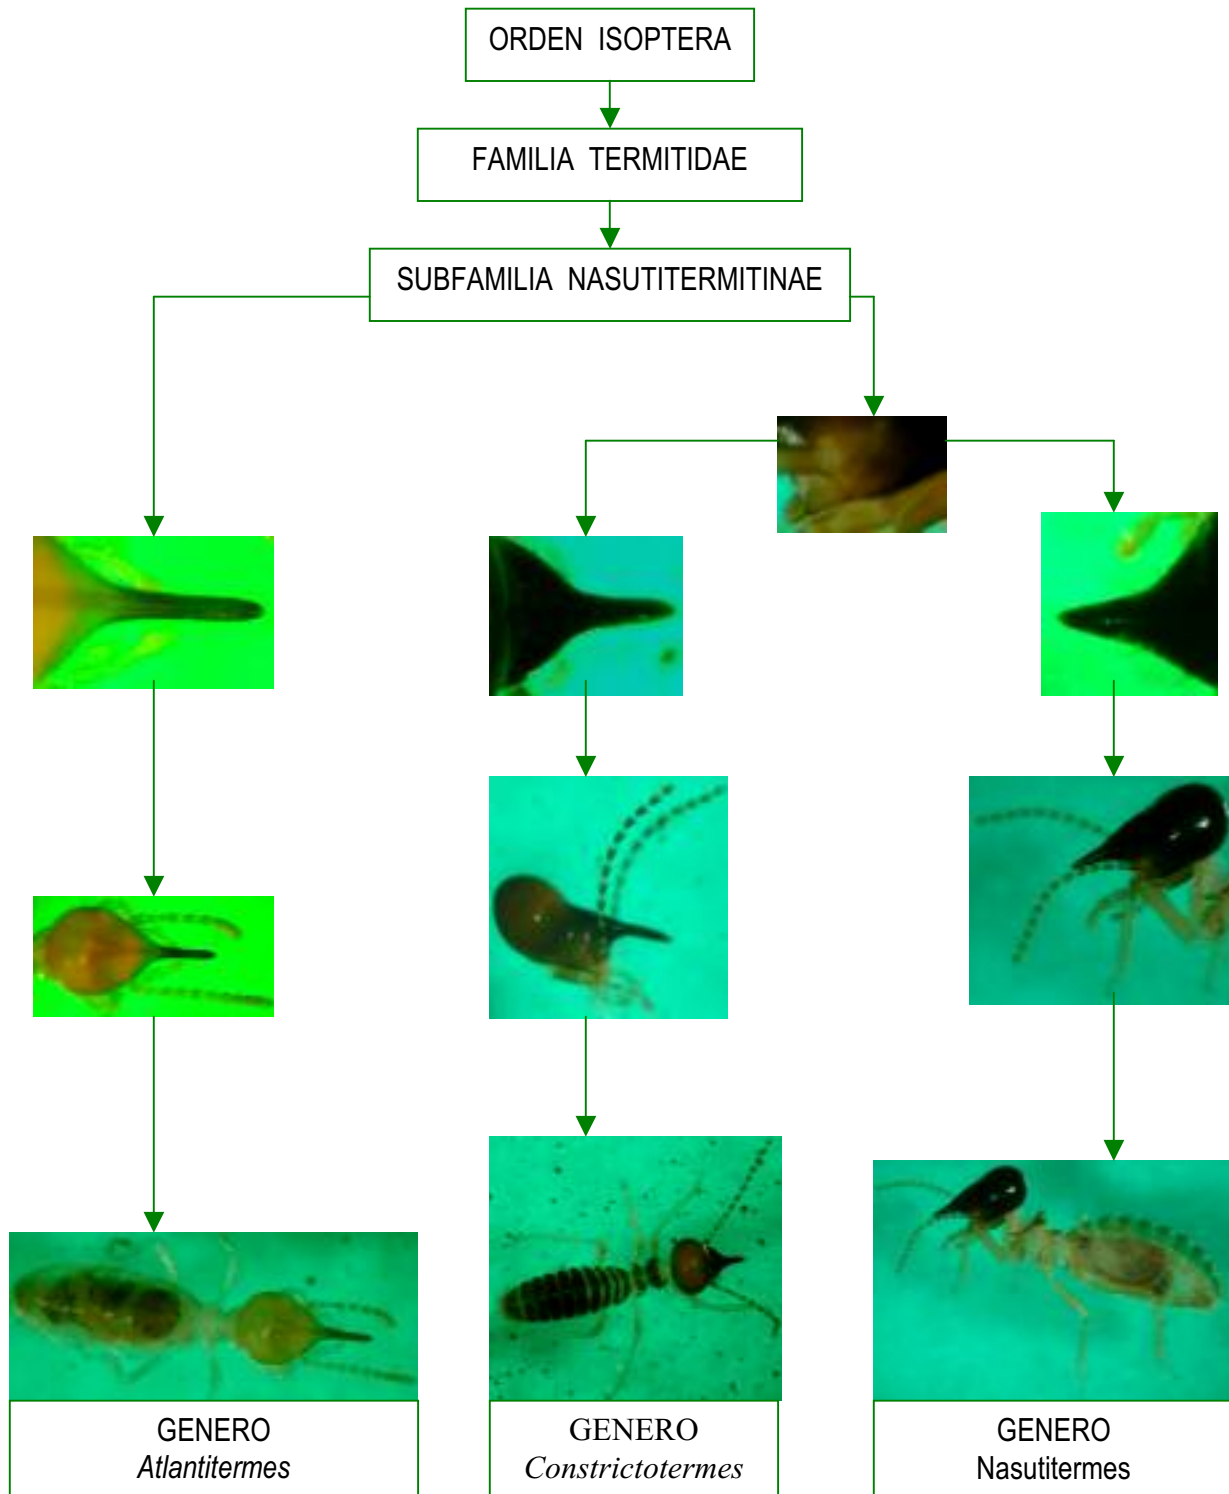 ORDEN ISOPTERA
FAMILIA TERMITIDAE
SUBFAMILIA NASUTITERMITINAE
GENERO
Atlantitermes
GENERO
Constrictotermes
GENERO
Nasutitermes